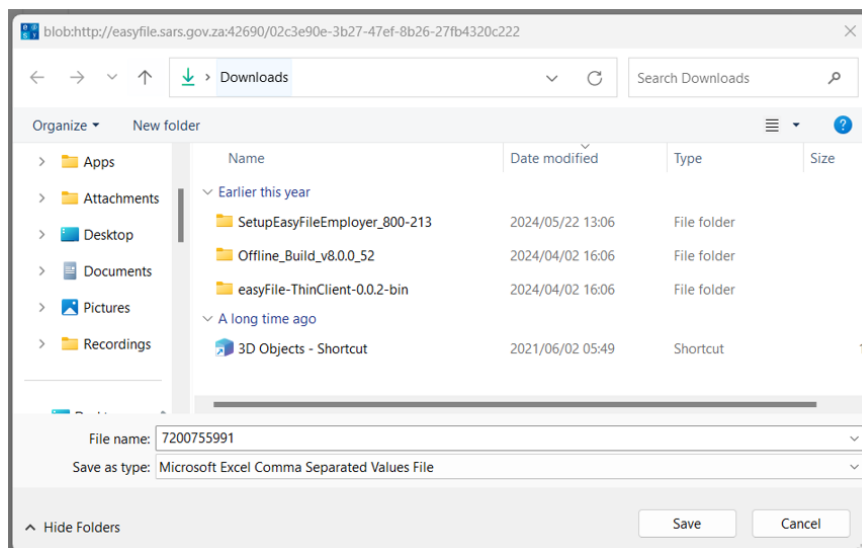 blob:http://easyfile.sars.gov.za:42690/02c3e90e-3b27-47ef-8b26-27fb4320c222
Downloads
Search Downloads
Organize
New folder
Name Date modified Type Size
Apps
Attachments
Desktop
Documents
Pictures
Recordings
Earlier this year
SetupEasyFileEmployer_800-213 2024/05/22 13:06 File folder
Offline_Build_v8.0.0_52 2024/04/02 16:06 File folder
easyFile-ThinClient-0.0.2-bin 2024/04/02 16:06 File folder
A long time ago
3D Objects - Shortcut 2021/06/02 05:49 Shortcut
File name: 7200755991
Save as type: Microsoft Excel Comma Separated Values File
Hide Folders
Save
Cancel